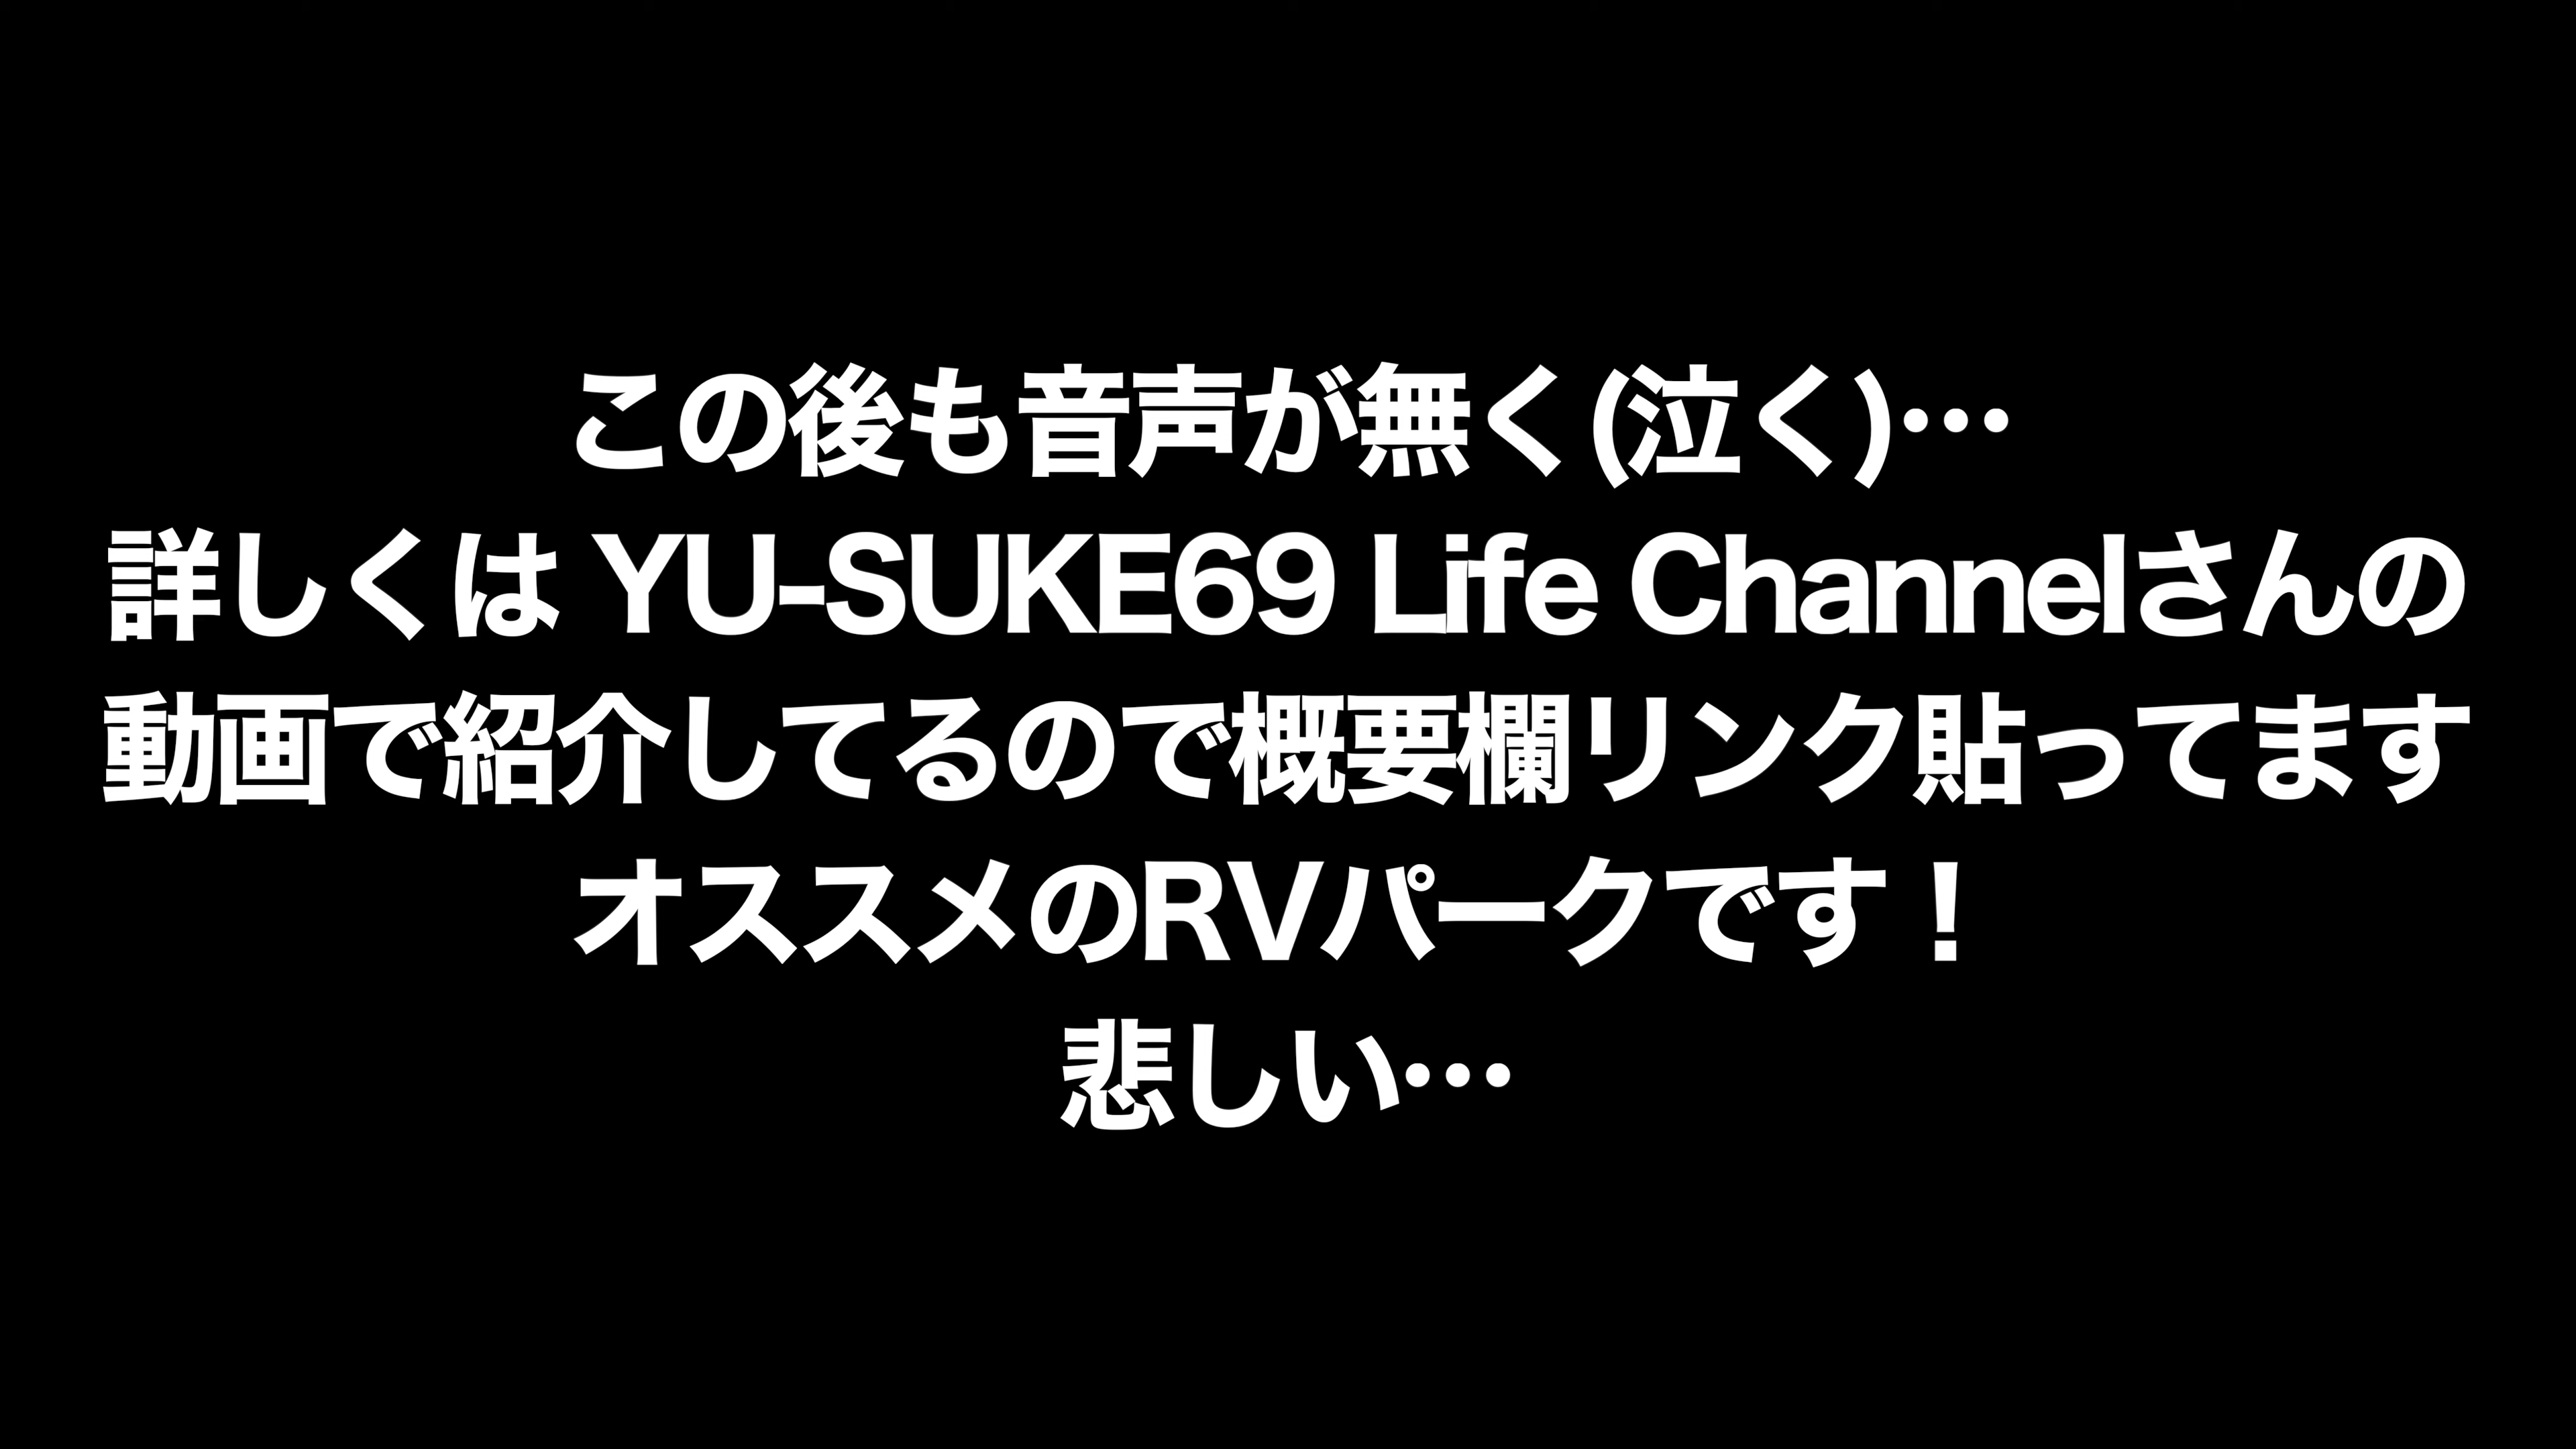 この後も音声が無く(泣く)…
詳しくは YU-SUKE69 Life Channelさんの
動画で紹介してるので概要欄リンク貼ってます
オススメのRVパークです！
悲しい…